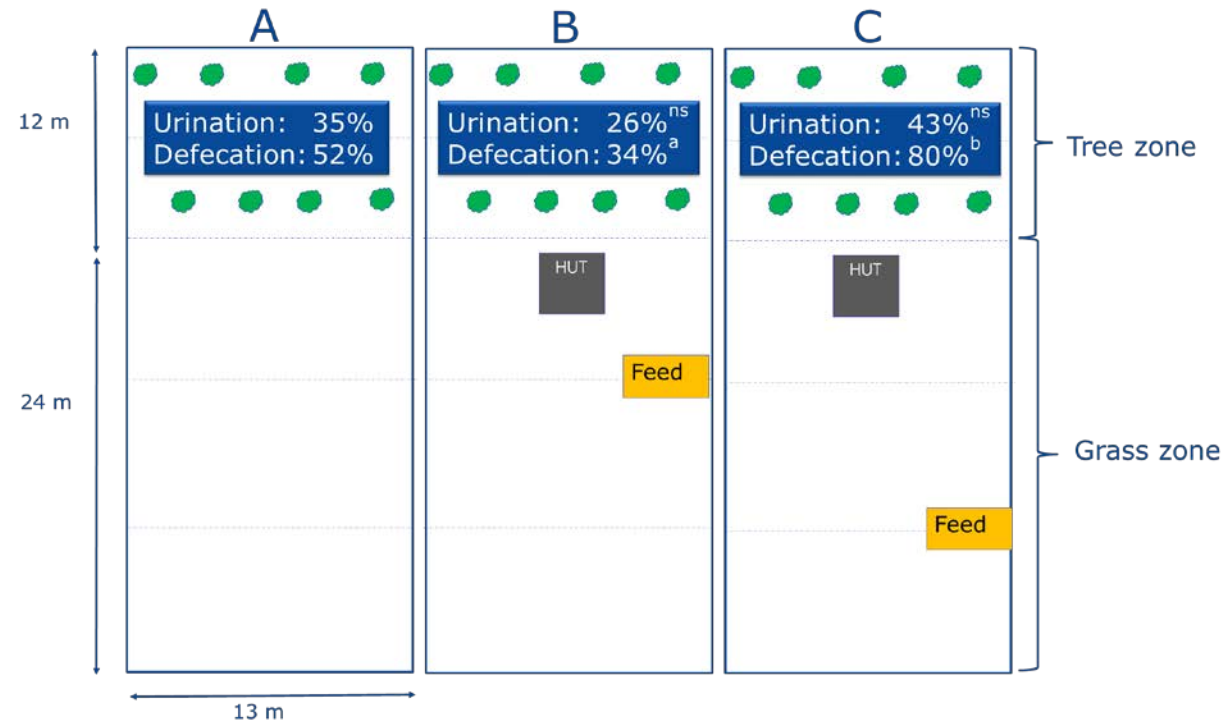 A
B
C
12 m
Urination: 35%
Defecation: 52%
Urination: 26%ns
Defecation: 34%a
Urination: 43%ns
Defecation: 80%b
Tree zone
HUT
HUT
Feed
24 m
Grass zone
Feed
13 m